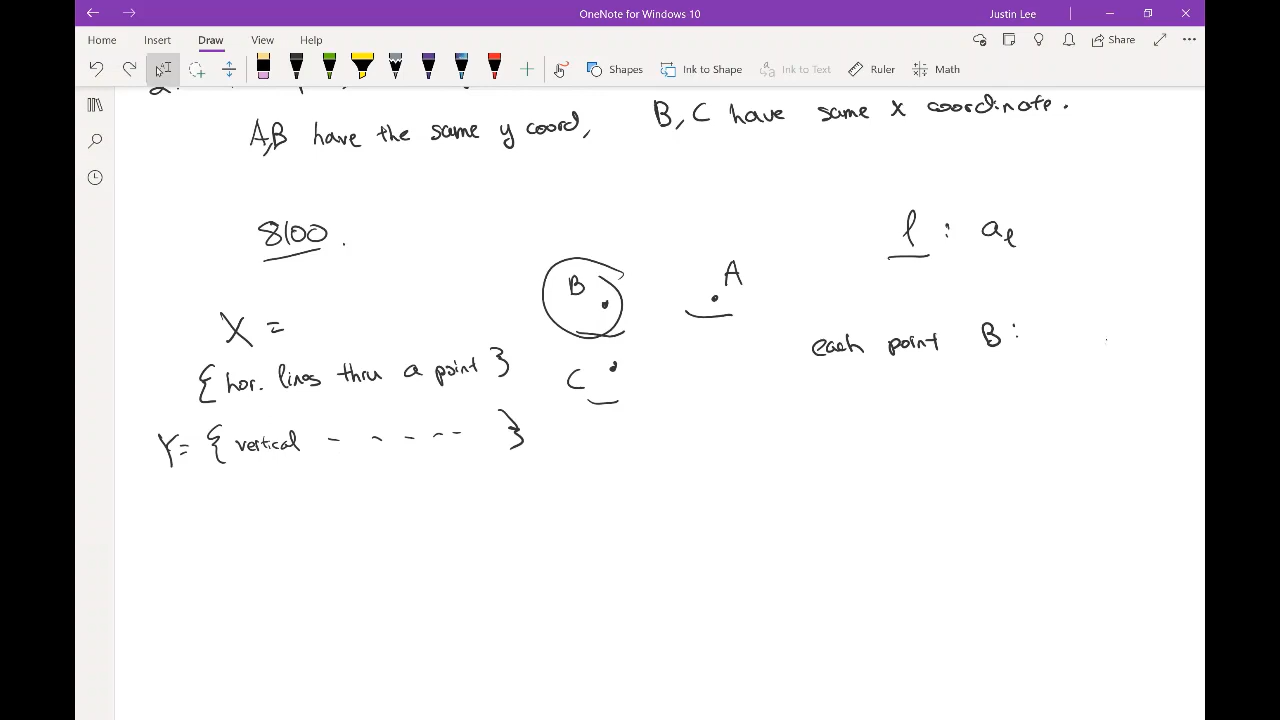 OneNote for Windows 10
Justin Lee
Home Insert Draw View Help
Share
Shapes Ink to Shape Ink to Text Ruler Math
2.
A,B have the same y coord, B, C have same x coordinate.
8100.
l : a_l
B A
X =
each point B:
{ hor. lines thru a point }
C
Y = { vertical - - - - - }